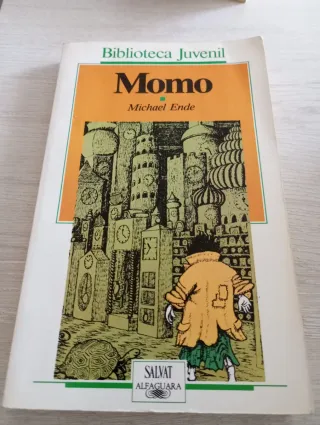 Biblioteca Juvenil
Momo
Michael Ende
SALVAT
ALFAGUARA